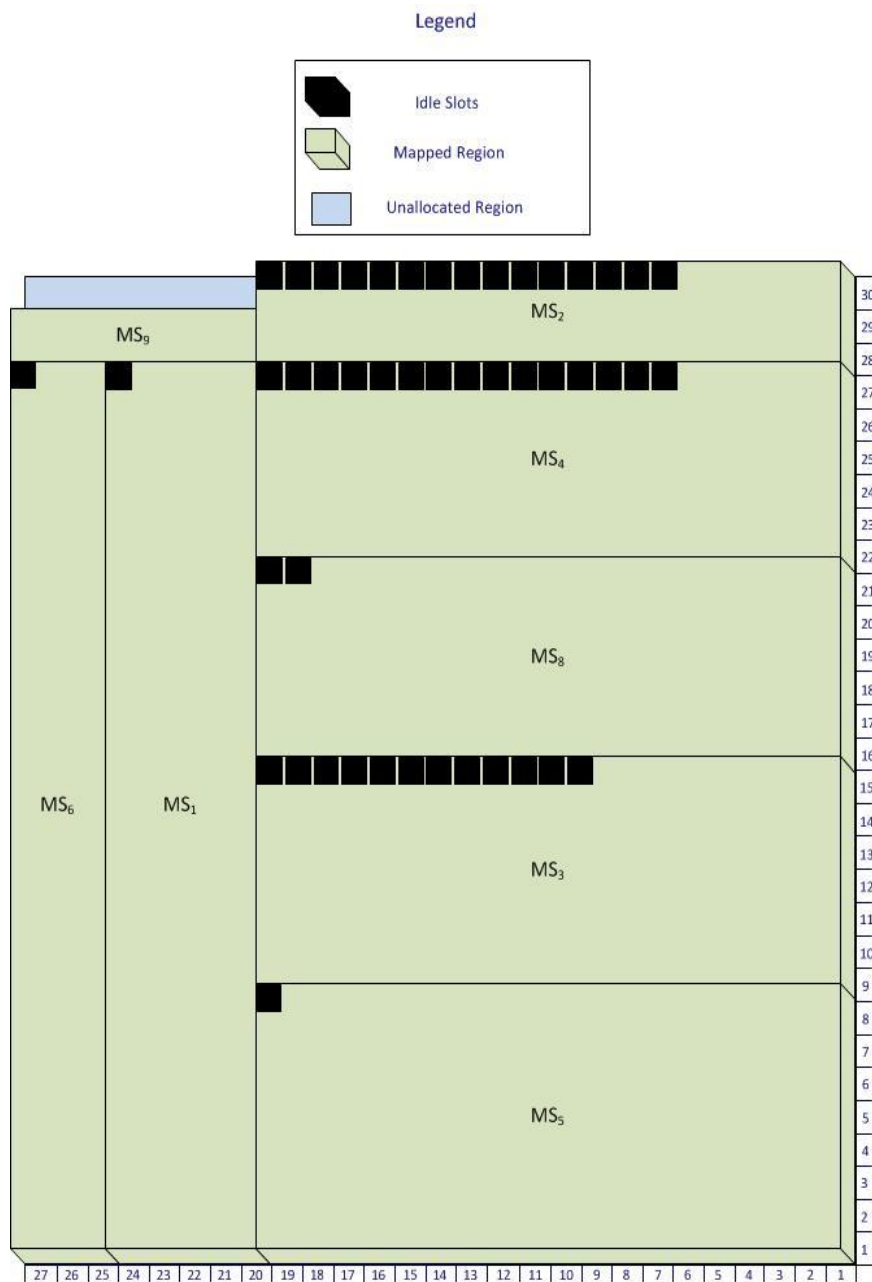 Legend
Idle Slots
Mapped Region
Unallocated Region
30
MS₂
29
MS₉
28
27
26
MS₄
25
24
23
22
21
20
MS₈
19
18
17
16
15
MS₆ MS₁
14
13
MS₃
12
11
10
9
8
7
6
MS₅
5
4
3
2
1
27 26 25 24 23 22 21 20 19 18 17 16 15 14 13 12 11 10 9 8 7 6 5 4 3 2 1